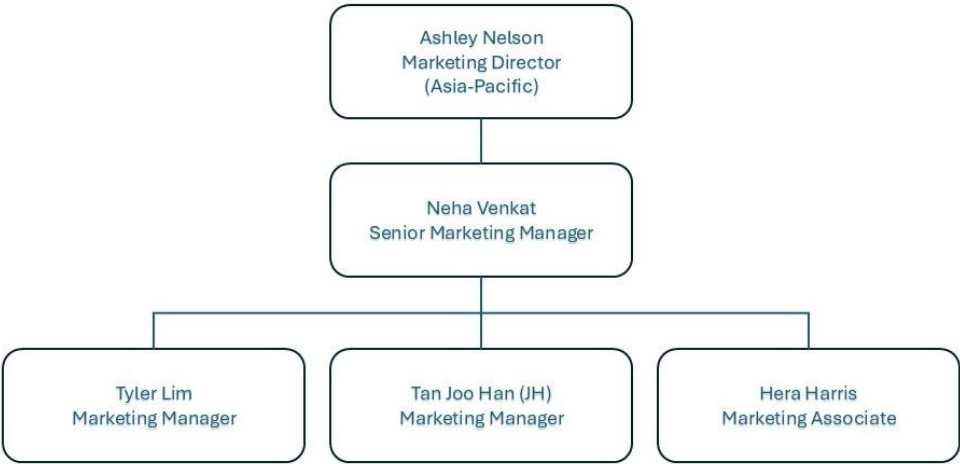 Ashley Nelson
Marketing Director
(Asia-Pacific)
Neha Venkat
Senior Marketing Manager
Tyler Lim
Marketing Manager
Tan Joo Han (JH)
Marketing Manager
Hera Harris
Marketing Associate